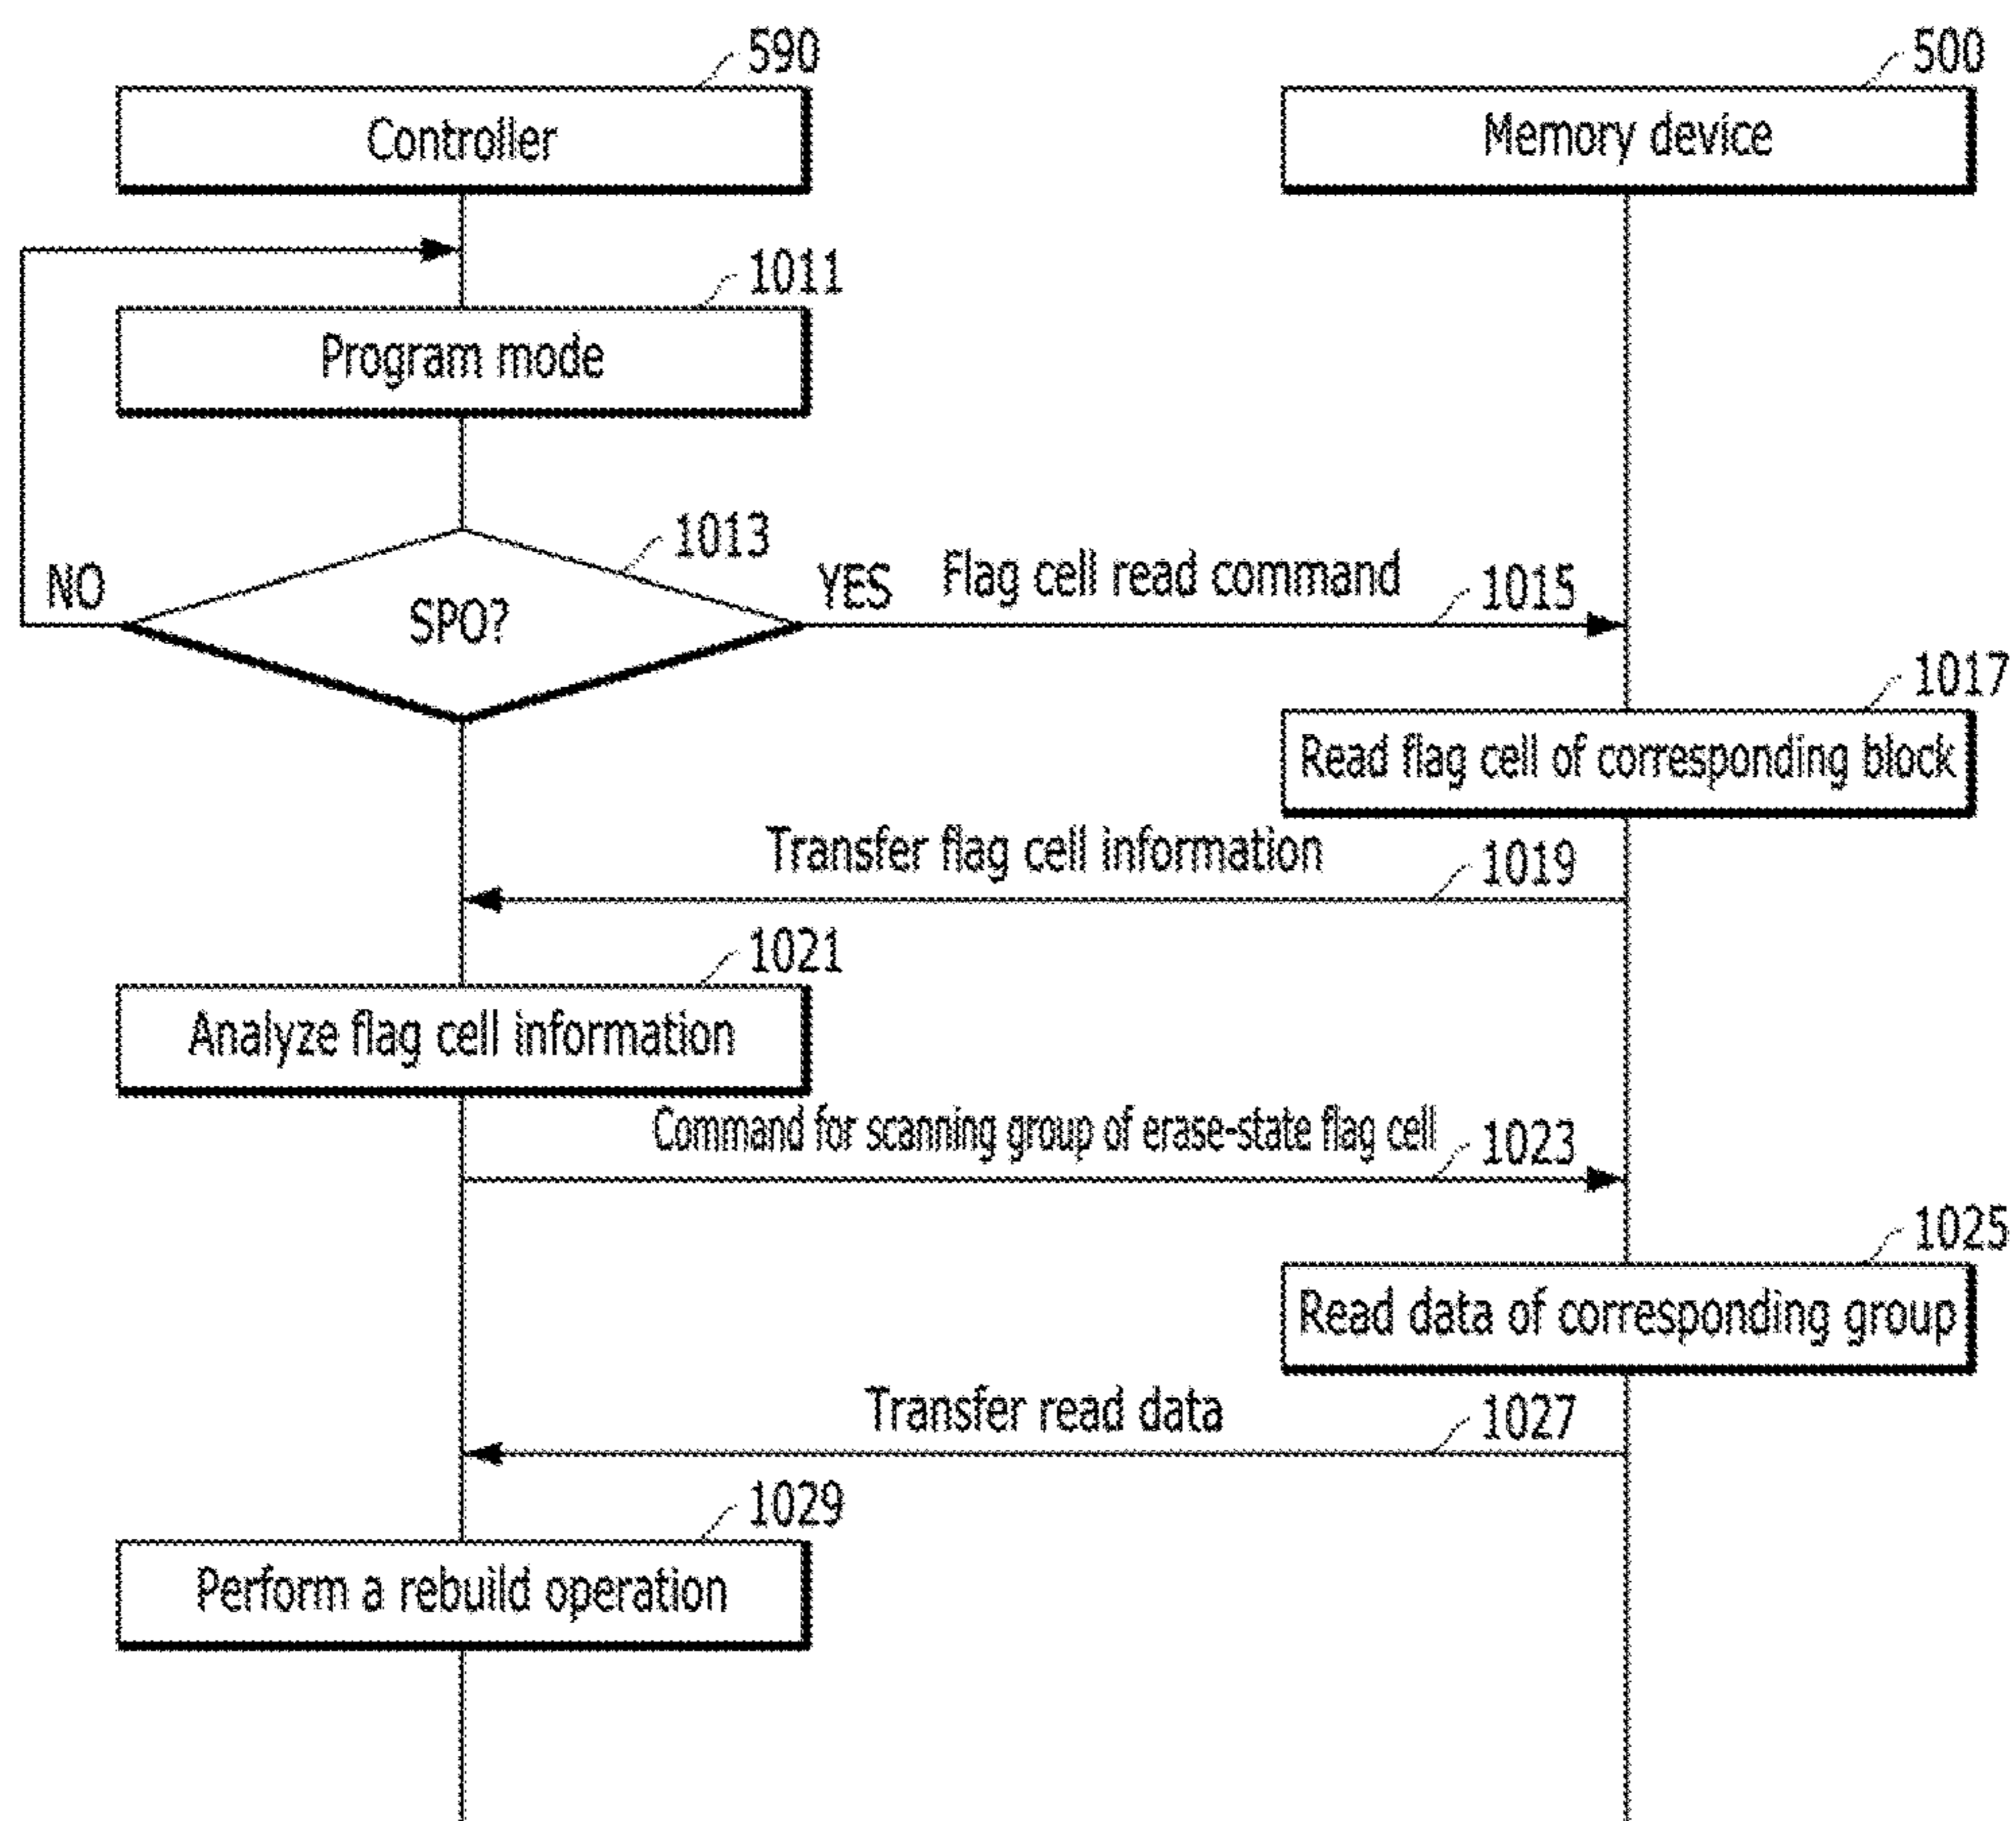 590
500
Controller
Memory device
1011
Program mode
1013
NO
SPO?
YES
Flag cell read command
1015
1017
Read flag cell of corresponding block
Transfer flag cell information
1019
1021
Analyze flag cell information
Command for scanning group of erase-state flag cell
1023
1025
Read data of corresponding group
Transfer read data
1027
1029
Perform a rebuild operation